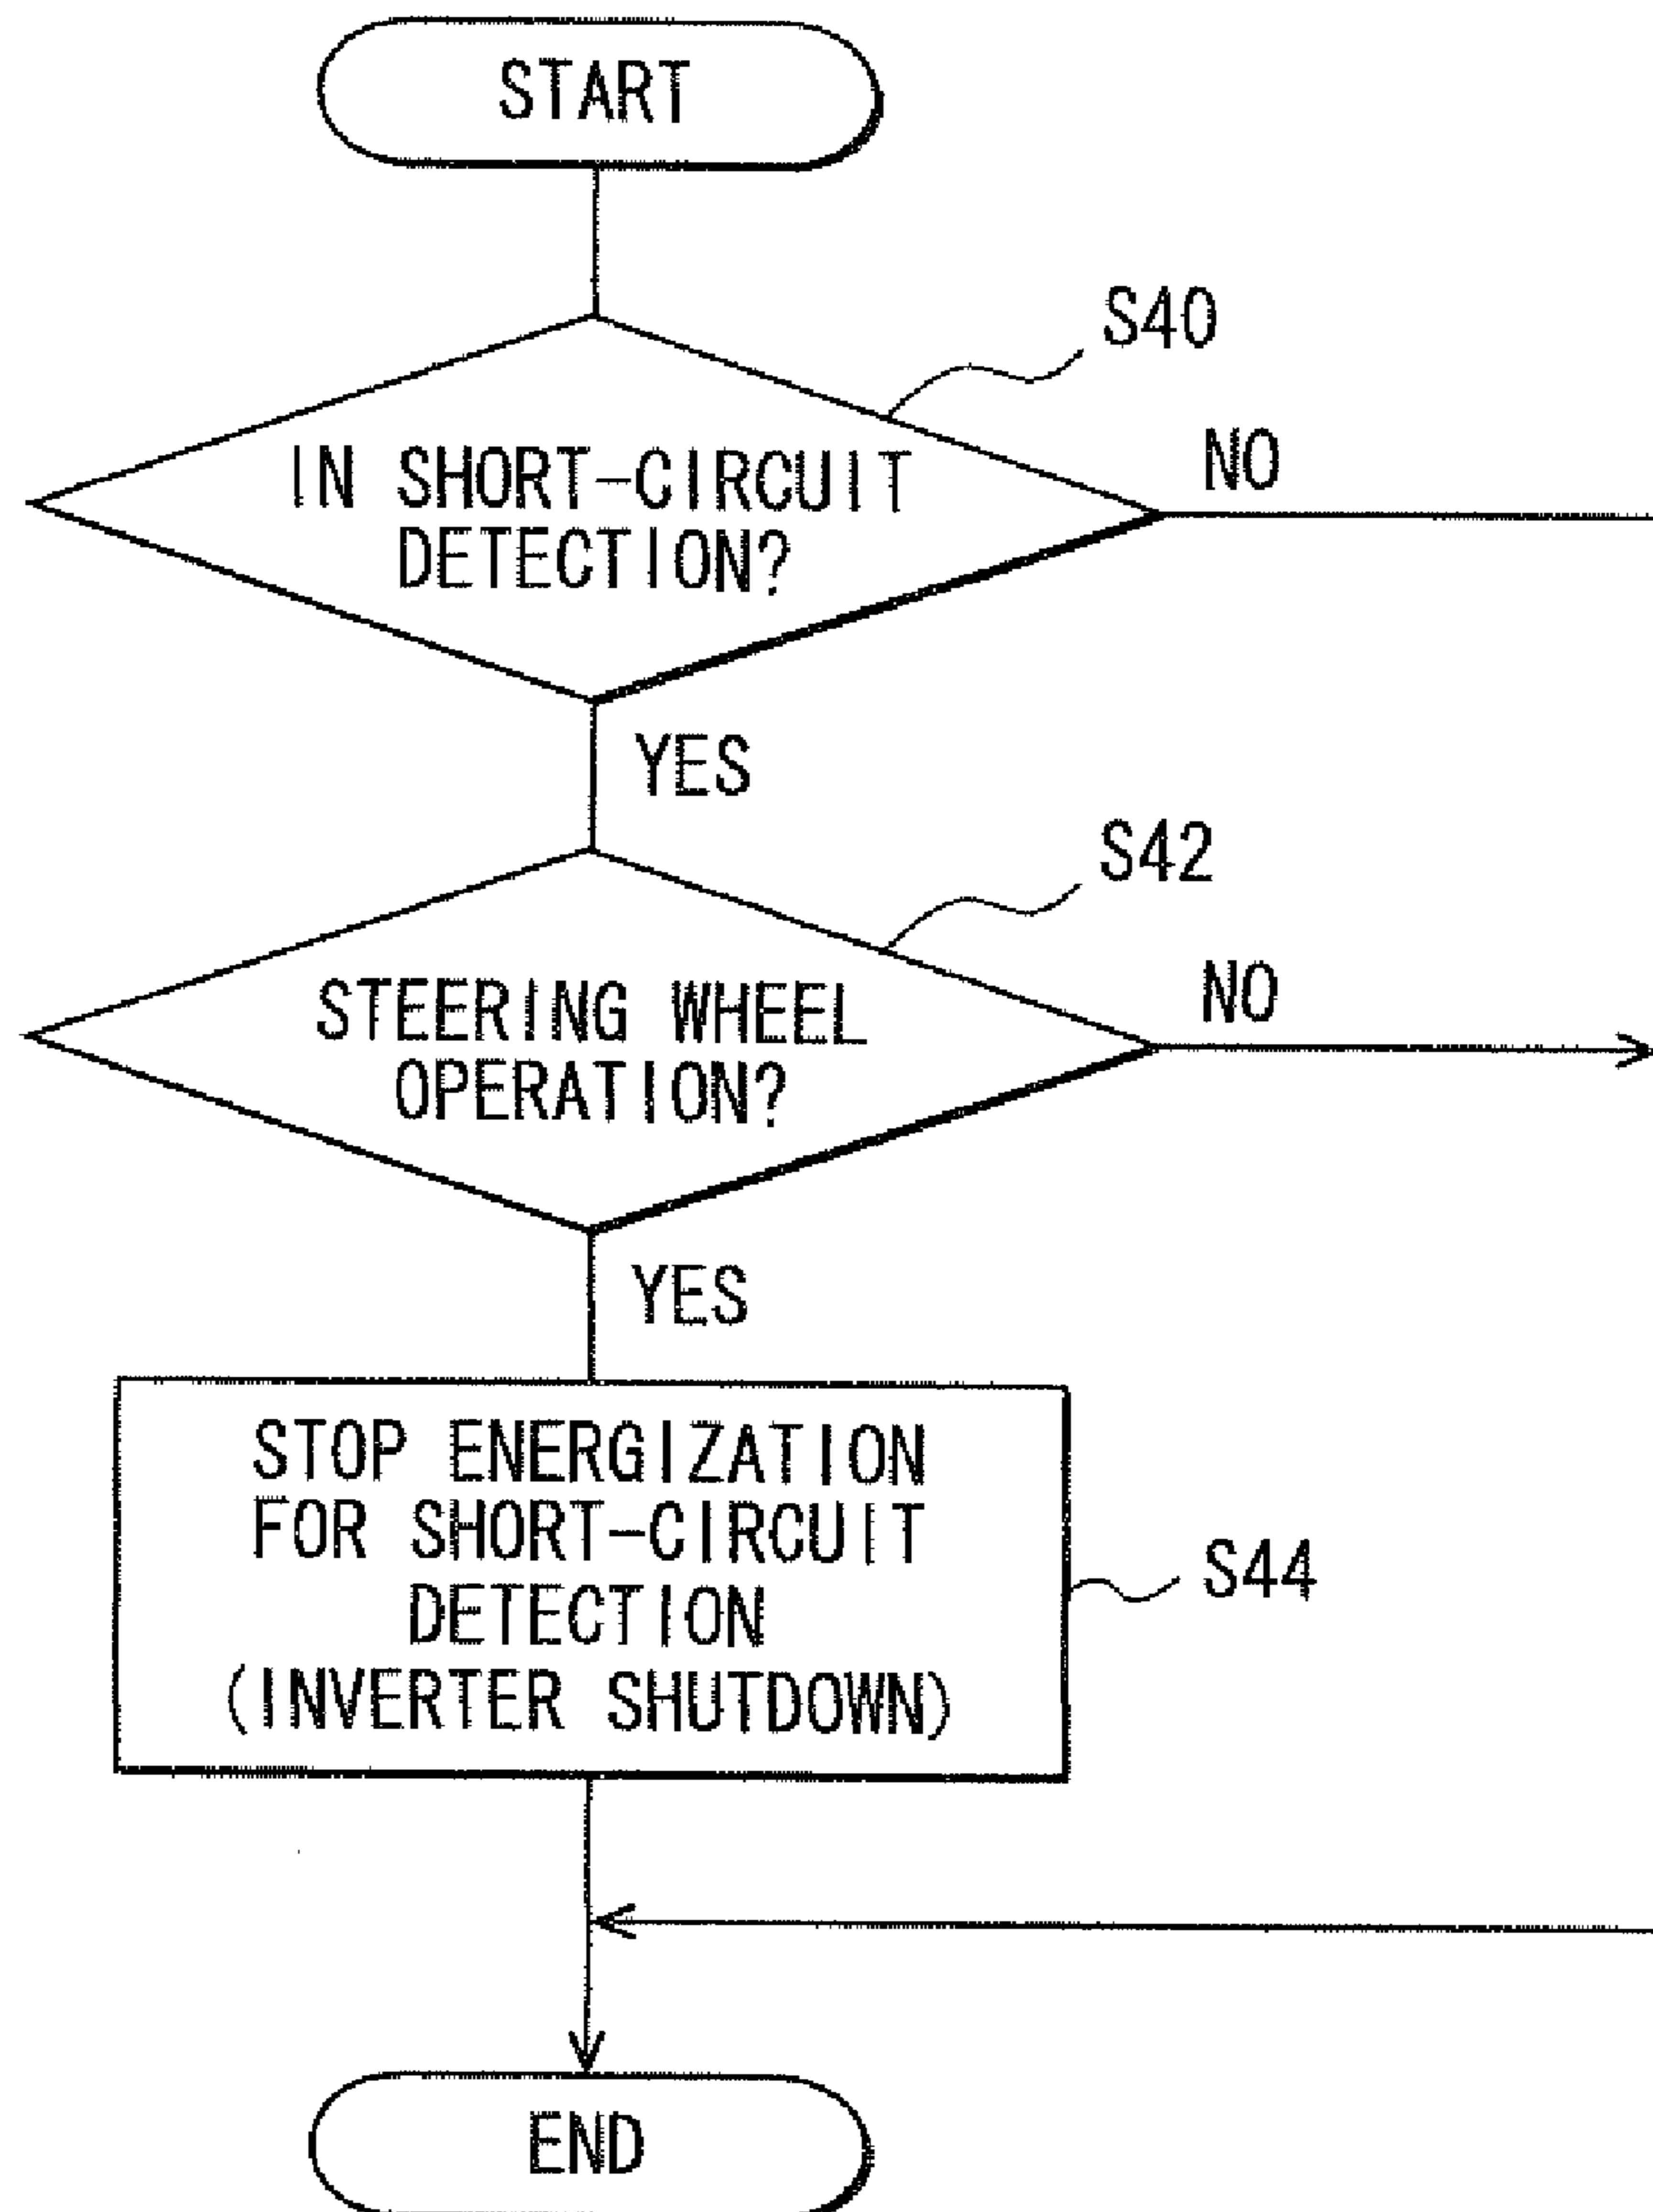 START
S40
IN SHORT-CIRCUIT
DETECTION?
NO
YES
S42
STEERING WHEEL
OPERATION?
NO
YES
STOP ENERGIZATION
FOR SHORT-CIRCUIT
DETECTION
(INVERTER SHUTDOWN)
S44
END